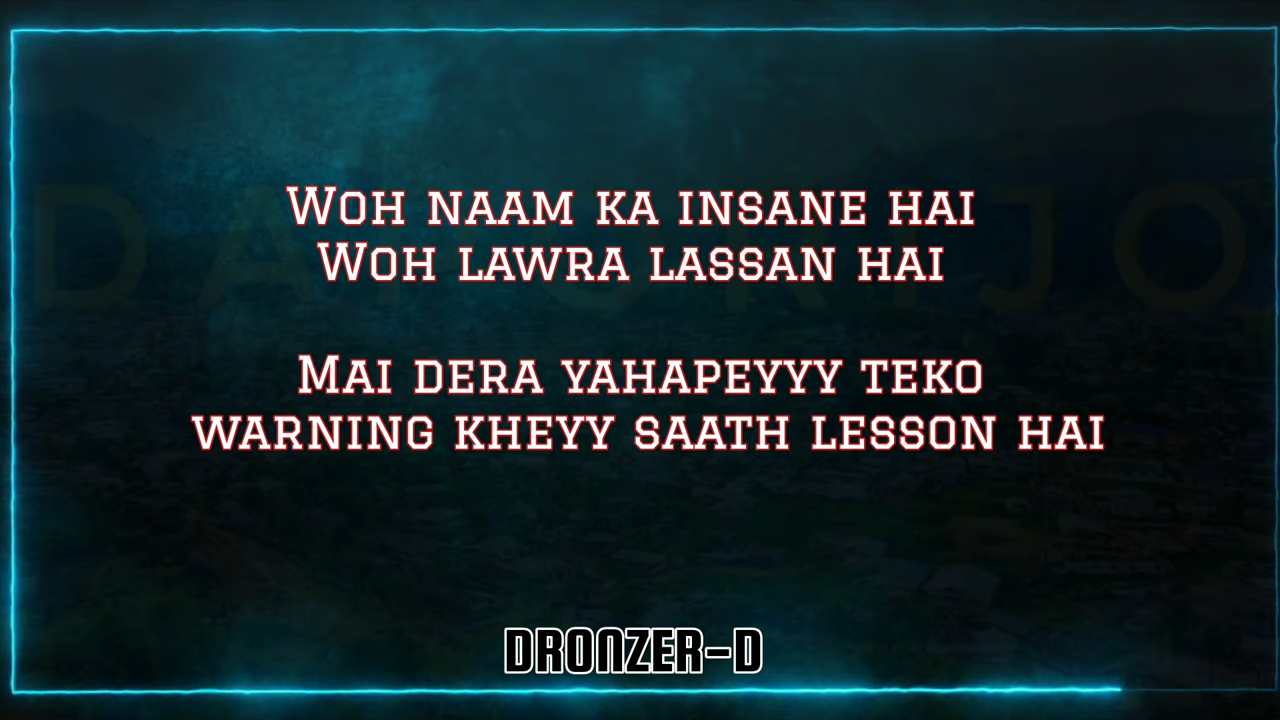 Woh naam ka insane hai
Woh lawra lassan hai
Mai dera yahapeyyy teko
warning kheyy saath lesson hai
DRONZER-D